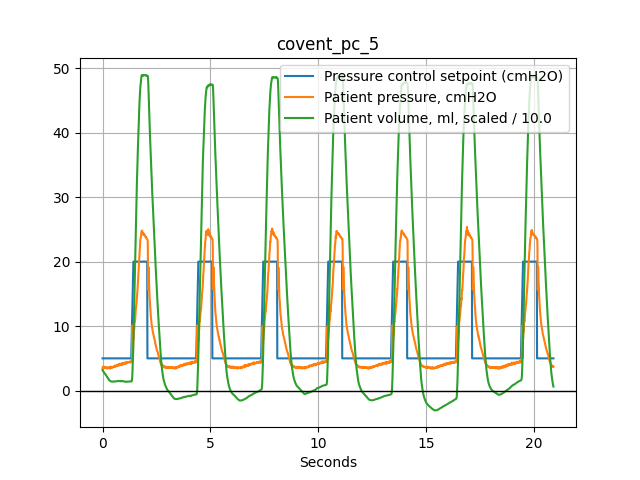 covent_pc_5
Pressure control setpoint (cmH2O)
Patient pressure, cmH2O
Patient volume, ml, scaled / 10.0
50
40
30
20
10
0
0 5 10 15 20
Seconds